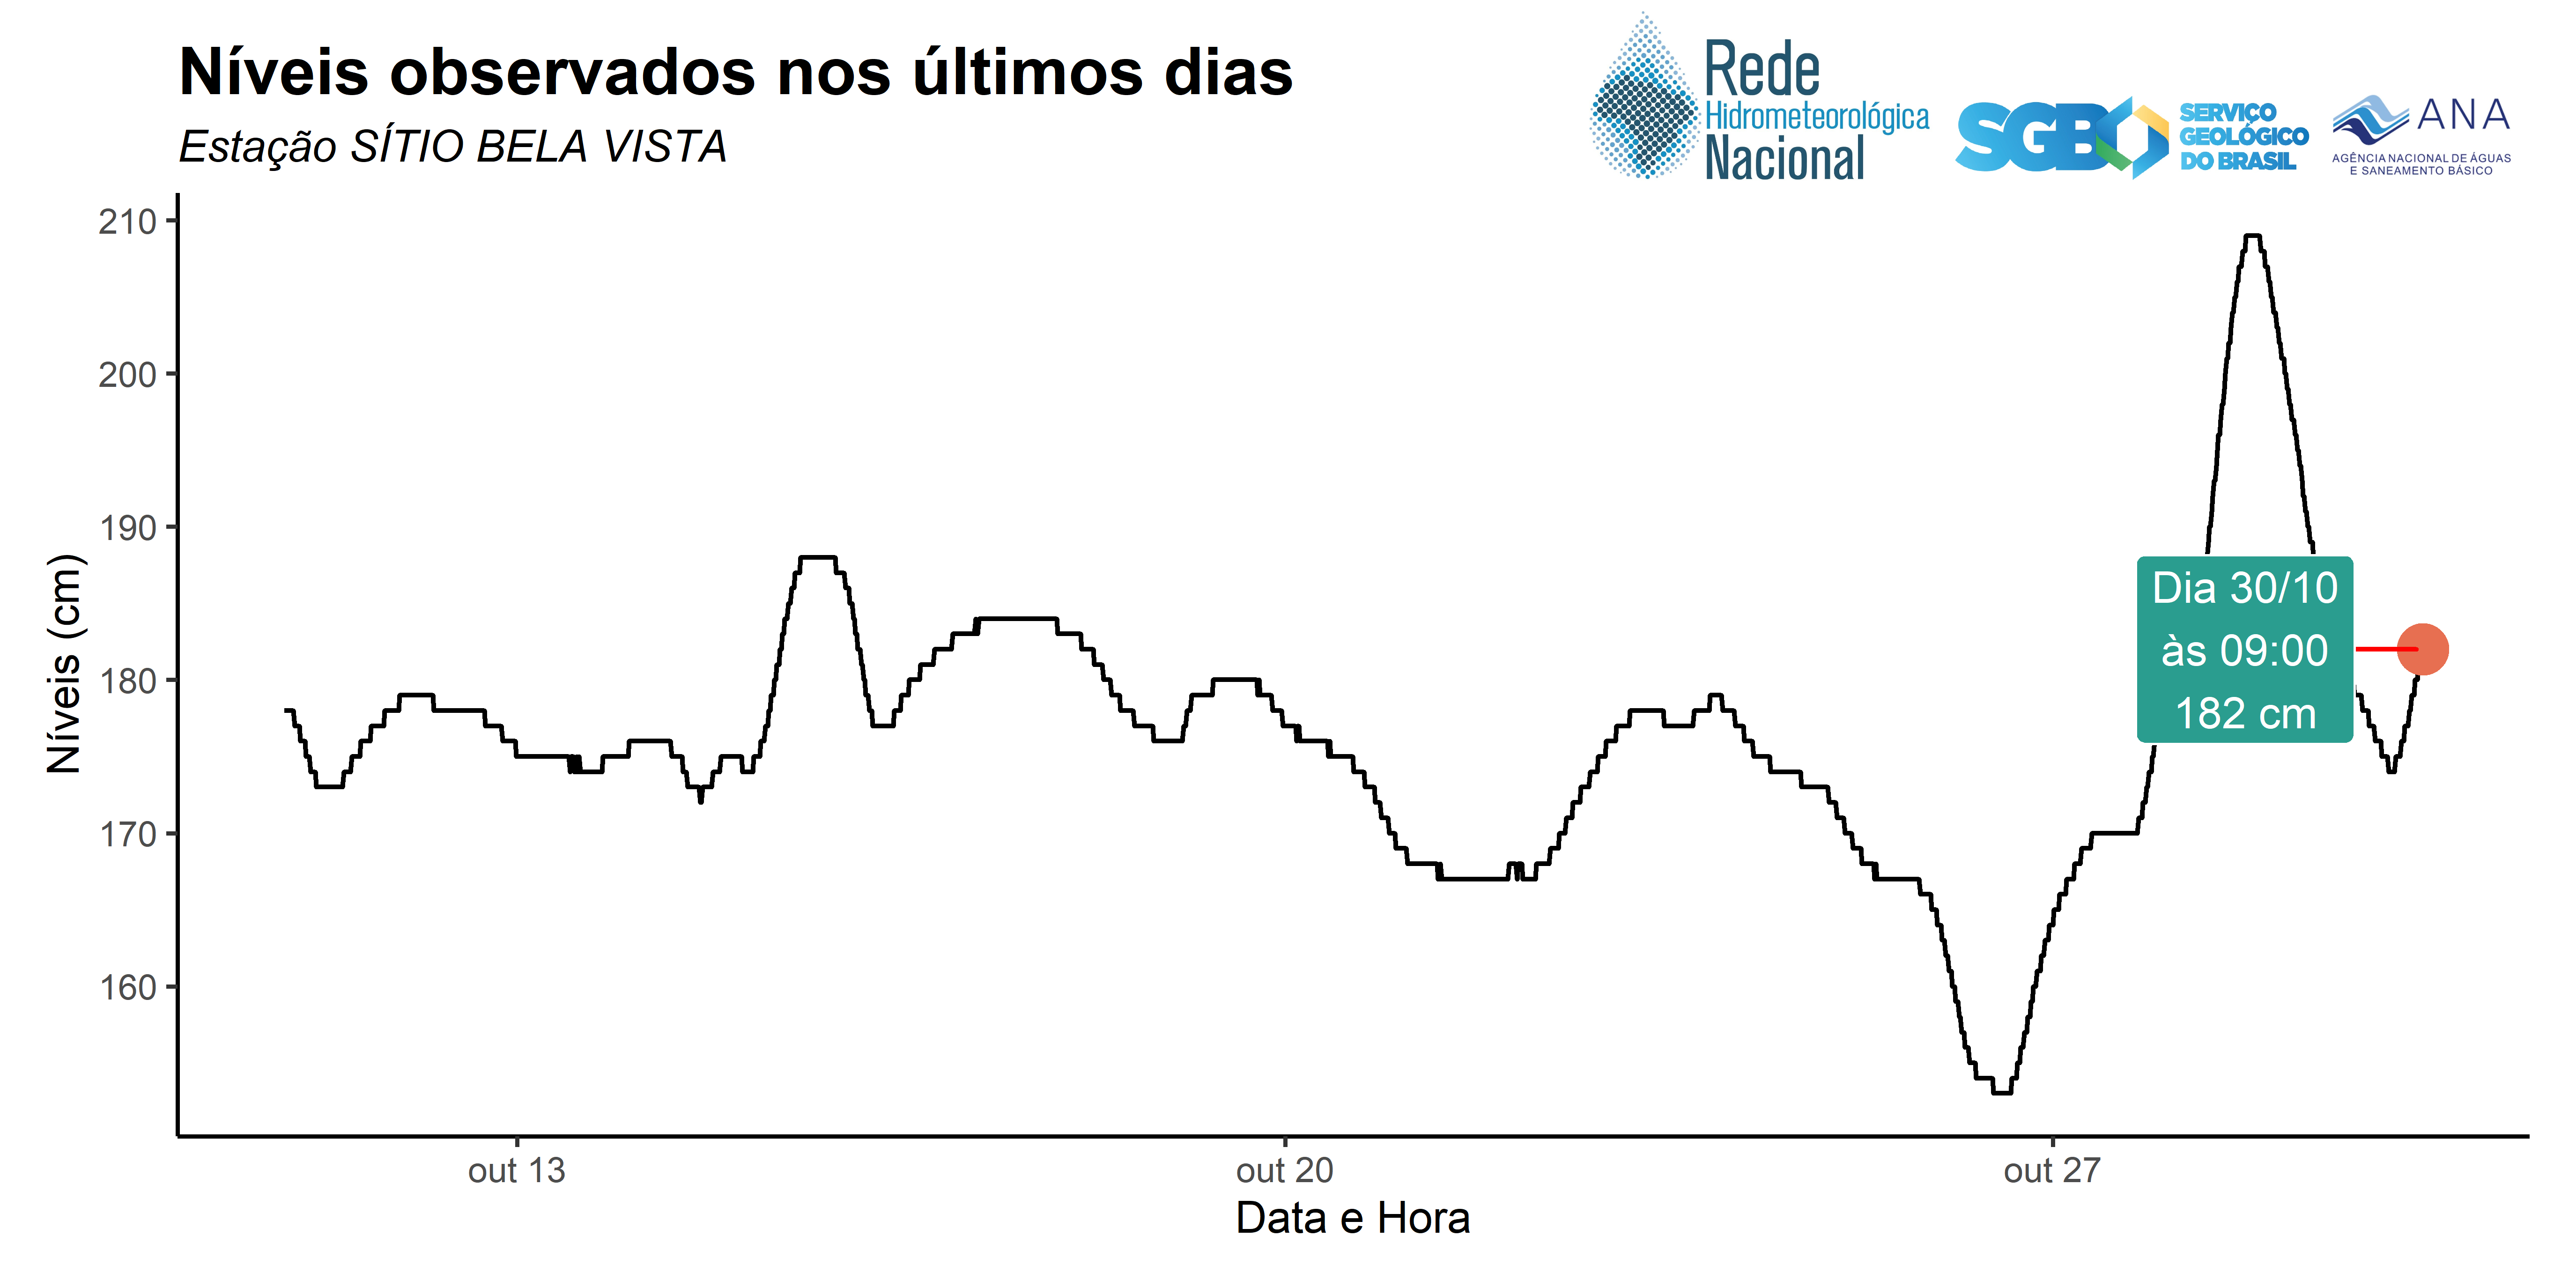 Níveis observados nos últimos dias
Estação SÍTIO BELA VISTA
Rede
Hidrometeorológica
Nacional
SGB
SERVIÇO
GEOLÓGICO
DO BRASIL
ANA
AGÊNCIA NACIONAL DE ÁGUAS
E SANEAMENTO BÁSICO
Níveis (cm)
210
200
190
180
170
160
Dia 30/10
às 09:00
182 cm
out 13
out 20
out 27
Data e Hora